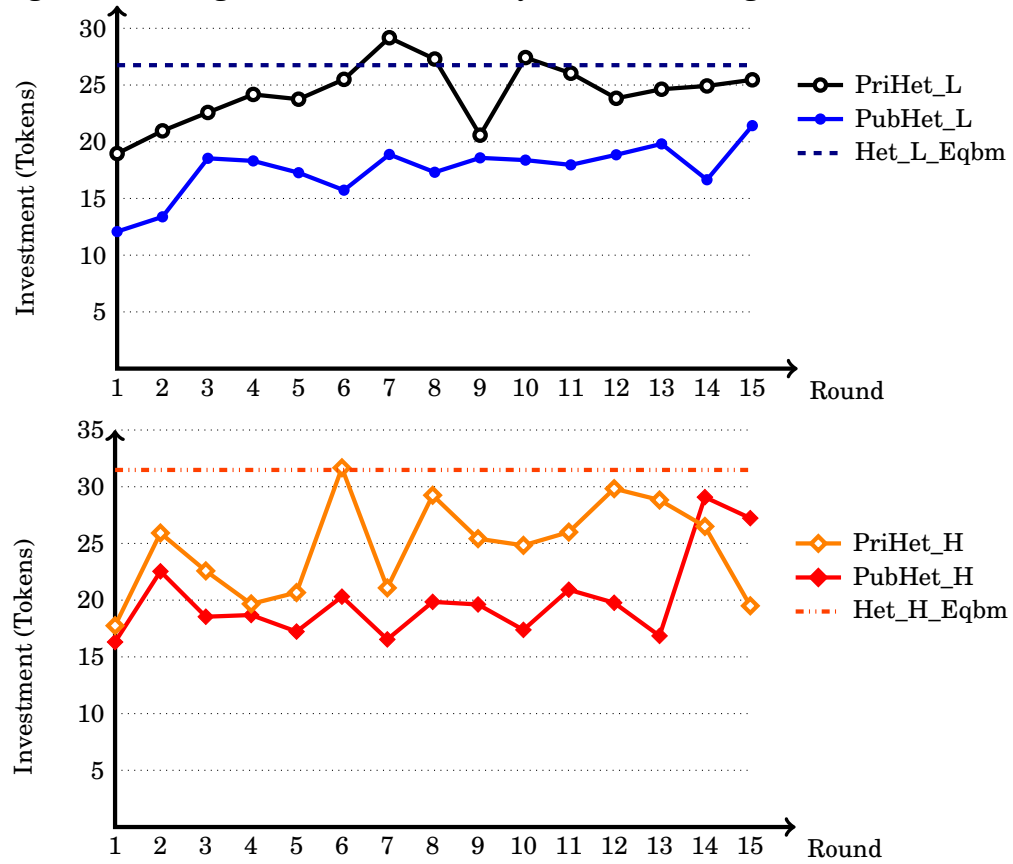 30
25
20
15
10
5
Investment (Tokens)
PriHet_L
PubHet_L
Het_L_Eqbm
1 2 3 4 5 6 7 8 9 10 11 12 13 14 15
Round
35
30
25
20
15
10
5
Investment (Tokens)
PriHet_H
PubHet_H
Het_H_Eqbm
1 2 3 4 5 6 7 8 9 10 11 12 13 14 15
Round